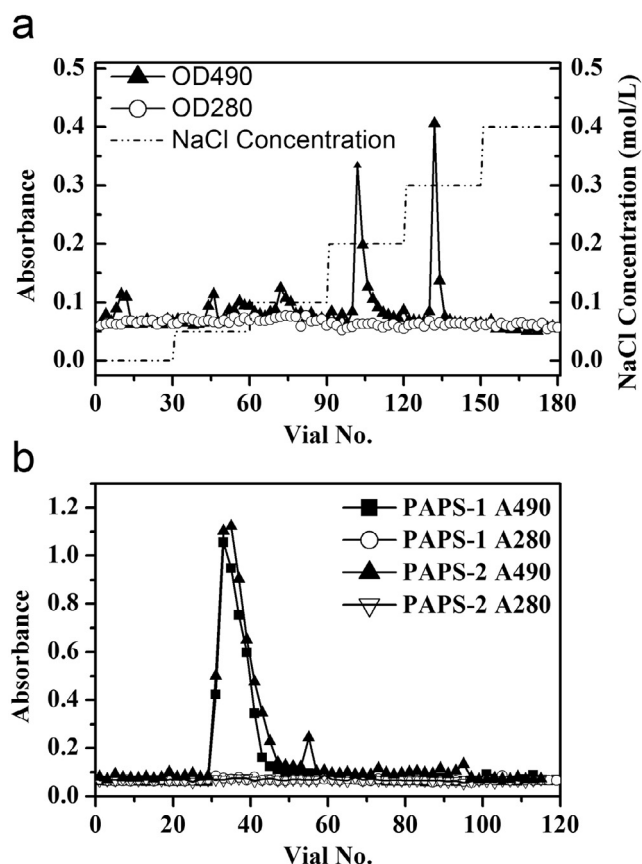 a
0.5
0.4
0.3
0.2
0.1
0.0
Absorbance
OD490
OD280
NaCl Concentration
0.5
0.4
0.3
0.2
0.1
0.0
NaCl Concentration (mol/L)
0 30 60 90 120 150 180
Vial No.
b
1.2
1.0
0.8
0.6
0.4
0.2
0.0
Absorbance
PAPS-1 A490
PAPS-1 A280
PAPS-2 A490
PAPS-2 A280
0 20 40 60 80 100 120
Vial No.